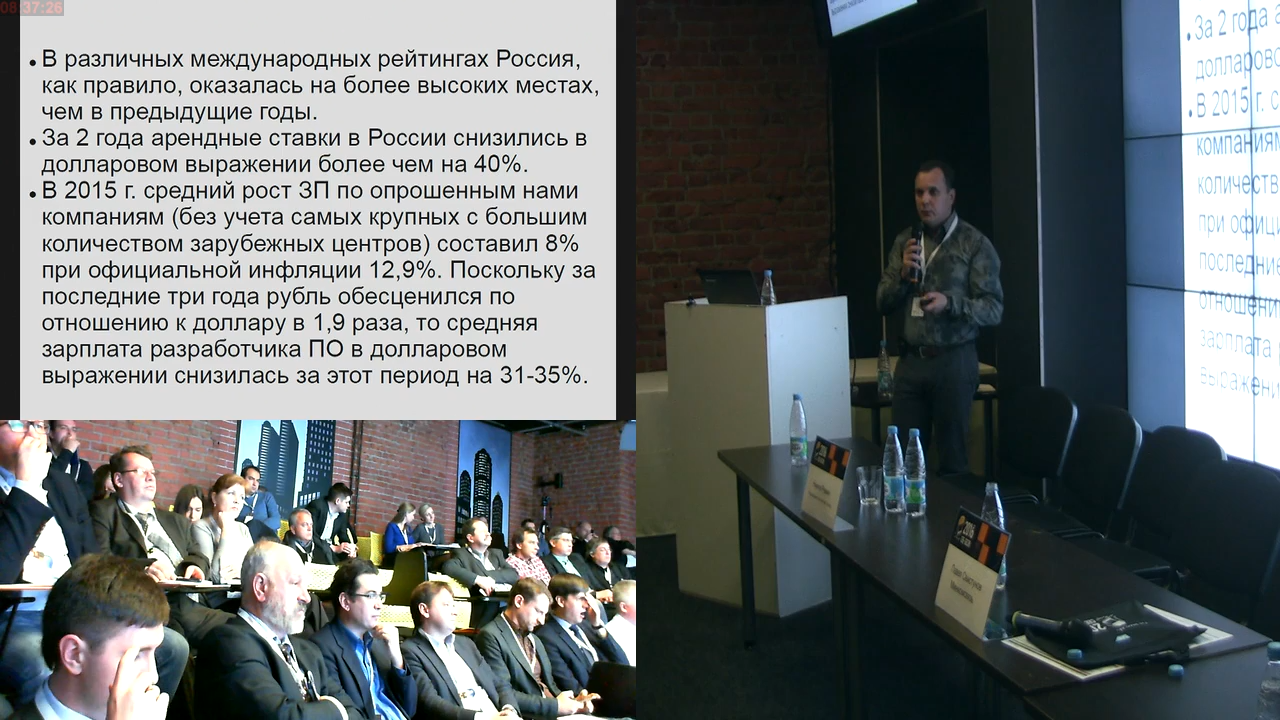 08:37:26
• В различных международных рейтингах Россия,
как правило, оказалась на более высоких местах,
чем в предыдущие годы.
• За 2 года арендные ставки в России снизились в
долларовом выражении более чем на 40%.
• В 2015 г. средний рост ЗП по опрошенным нами
компаниям (без учета самых крупных с большим
количеством зарубежных центров) составил 8%
при официальной инфляции 12,9%. Поскольку за
последние три года рубль обесценился по
отношению к доллару в 1,9 раза, то средняя
зарплата разработчика ПО в долларовом
выражении снизилась за этот период на 31-35%.
• За 2 года а
долларово
• В 2015 г. с
компаниям
количеств
при офици
последние
отношени
зарплата
выражени
2016